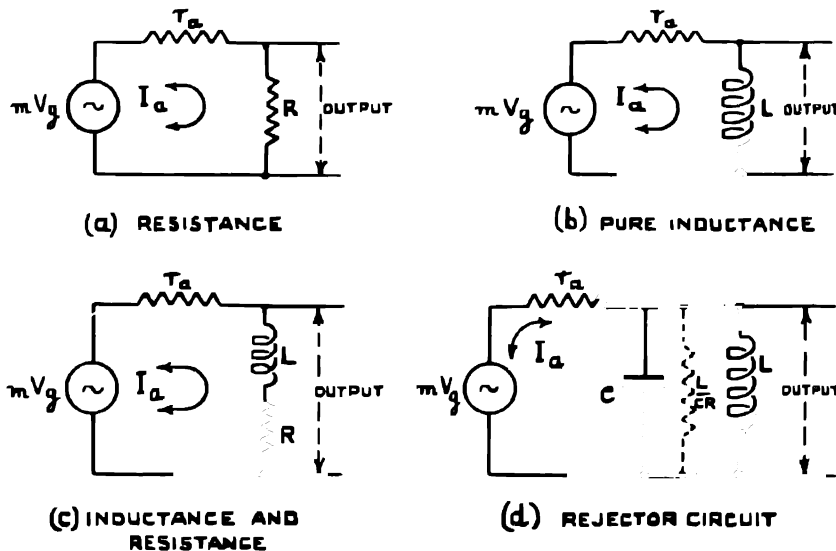 ra
mVg
Ia
R
OUTPUT
(a) RESISTANCE
ra
mVg
Ia
L
OUTPUT
(b) PURE INDUCTANCE
ra
mVg
Ia
L
R
OUTPUT
(c) INDUCTANCE AND
RESISTANCE
ra
mVg
Ia
C
L
CR
L
OUTPUT
(d) REJECTOR CIRCUIT